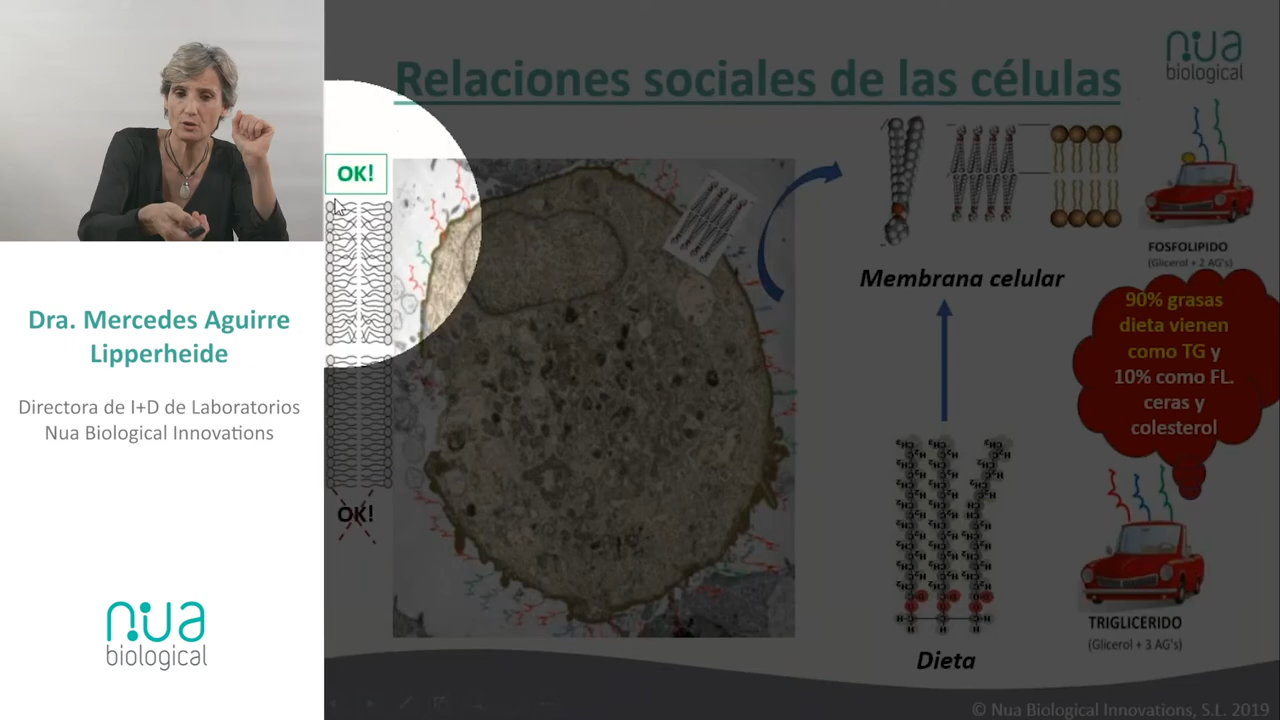 Dra. Mercedes Aguirre
Lipperheide
Directora de I+D de Laboratorios
Nua Biological Innovations
nua
biological
Relaciones sociales de las células
nua
biological
OK!
OK!
Membrana celular
FOSFOLIPIDO
(Glicerol + 2 AG's)
90% grasas
dieta vienen
como TG y
10% como FL.
ceras y
colesterol
Dieta
TRIGLICERIDO
(Glicerol + 3 AG's)
© Nua Biological Innovations, S.L. 2019